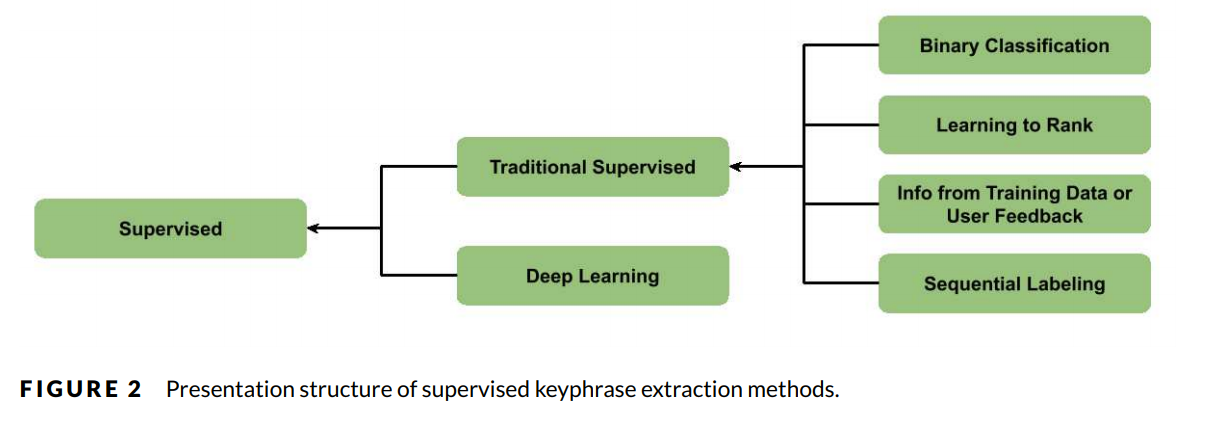 Binary Classification
Learning to Rank
Traditional Supervised
Info from Training Data or
User Feedback
Supervised
Deep Learning
Sequential Labeling
FIGURE 2 Presentation structure of supervised keyphrase extraction methods.